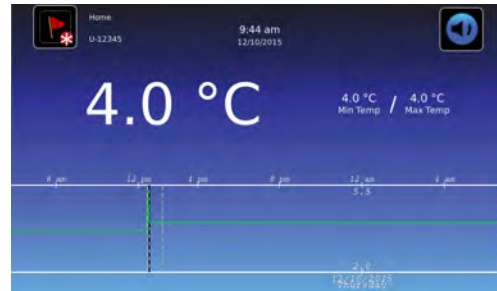 Home
U-12345
9:44 am
12/10/2015
4.0 °C
4.0 °C / 4.0 °C
Min Temp Max Temp
8 am 12 pm 4 pm 8 pm 12 am 4 am
5.5
2.0
12/10/2015
Thursday